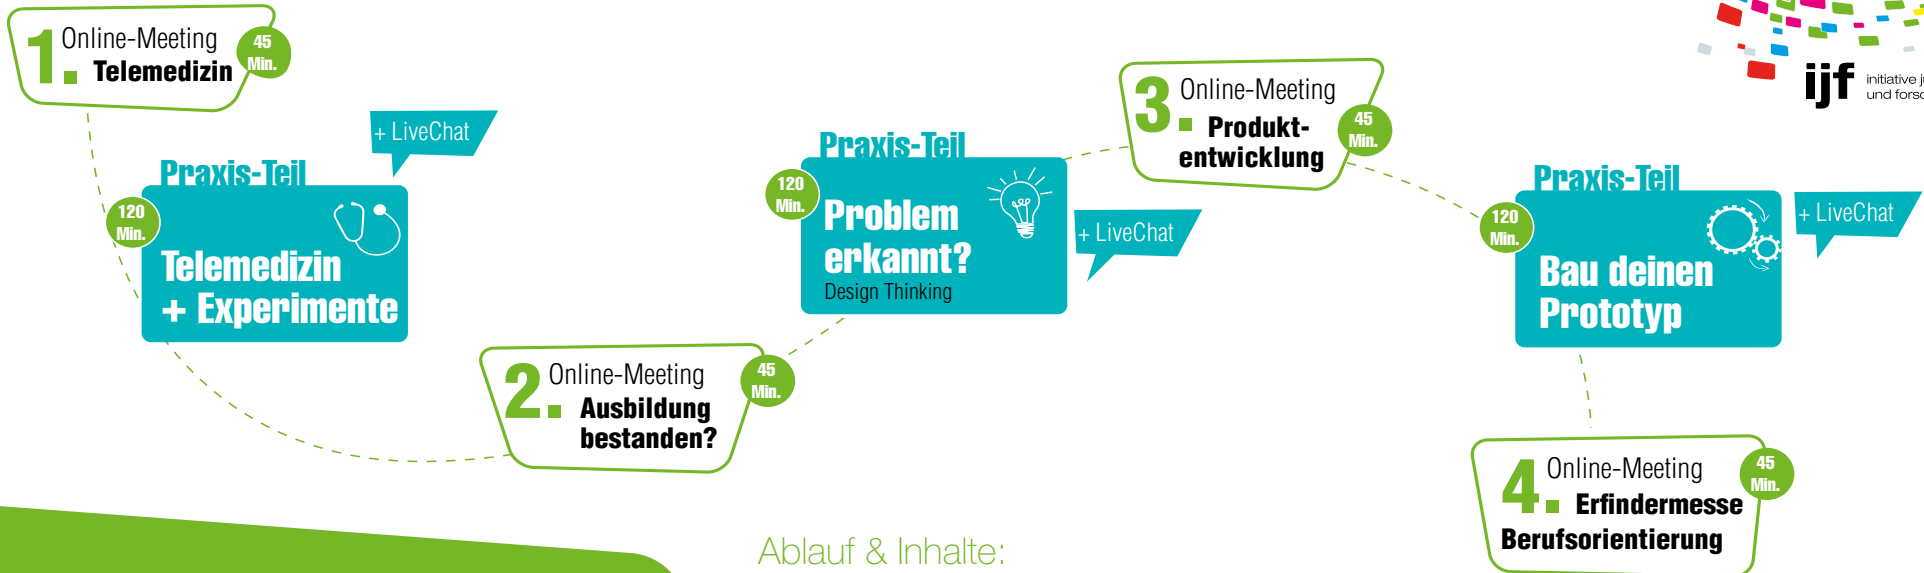 1. Online-Meeting
Telemedizin
45
Min.
+ LiveChat
Praxis-Teil
120
Min.
Telemedizin
+ Experimente
2. Online-Meeting
Ausbildung
bestanden?
45
Min.
Praxis-Teil
120
Min.
Problem
erkannt?
Design Thinking
+ LiveChat
3. Online-Meeting
Produkt-
entwicklung
45
Min.
Praxis-Teil
120
Min.
Bau deinen
Prototyp
+ LiveChat
4. Online-Meeting
Erfindermesse
Berufsorientierung
45
Min.
ijf
initiative
und
Ablauf & Inhalte: